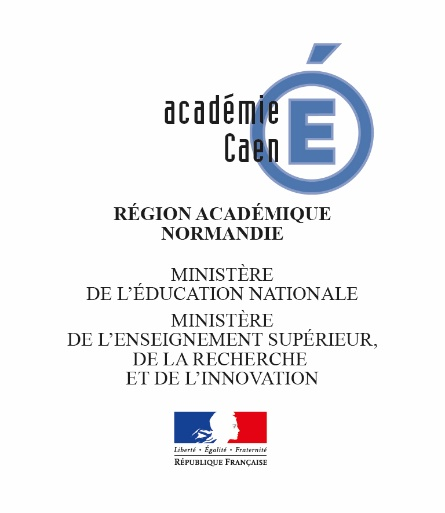 académie
Caen
É
RÉGION ACADÉMIQUE
NORMANDIE
MINISTÈRE
DE L’ÉDUCATION NATIONALE
MINISTÈRE
DE L’ENSEIGNEMENT SUPÉRIEUR,
DE LA RECHERCHE
ET DE L’INNOVATION
Liberté • Égalité • Fraternité
RÉPUBLIQUE FRANÇAISE